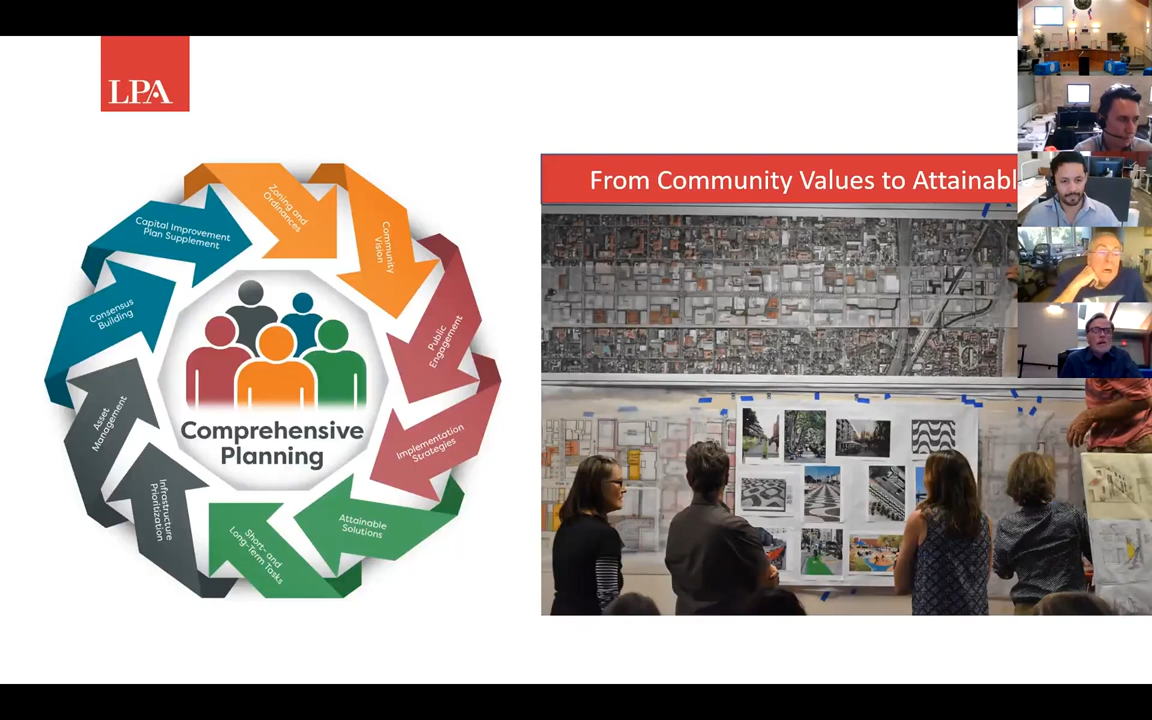 LPA
From Community Values to Attainabl
Zoning and
Ordinances
Community
Vision
Public
Engagement
Implementation
Strategies
Attainable
Solutions
Short- and
Long-Term Tasks
Infrastructure
Prioritization
Asset
Management
Consensus
Building
Capital Improvement
Plan Supplement
Comprehensive
Planning